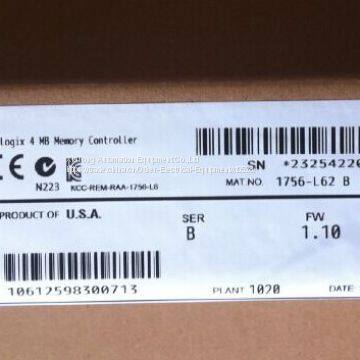 logix 4 MB Memory Controller
CE
N223
KCC-REM-RAA-1756-L6
SN *23254220
MAT NO. 1756-L62 B
PRODUCT OF U.S.A.
SER
B
FW
1.10
10612598300713
PLANT 1020
DATE